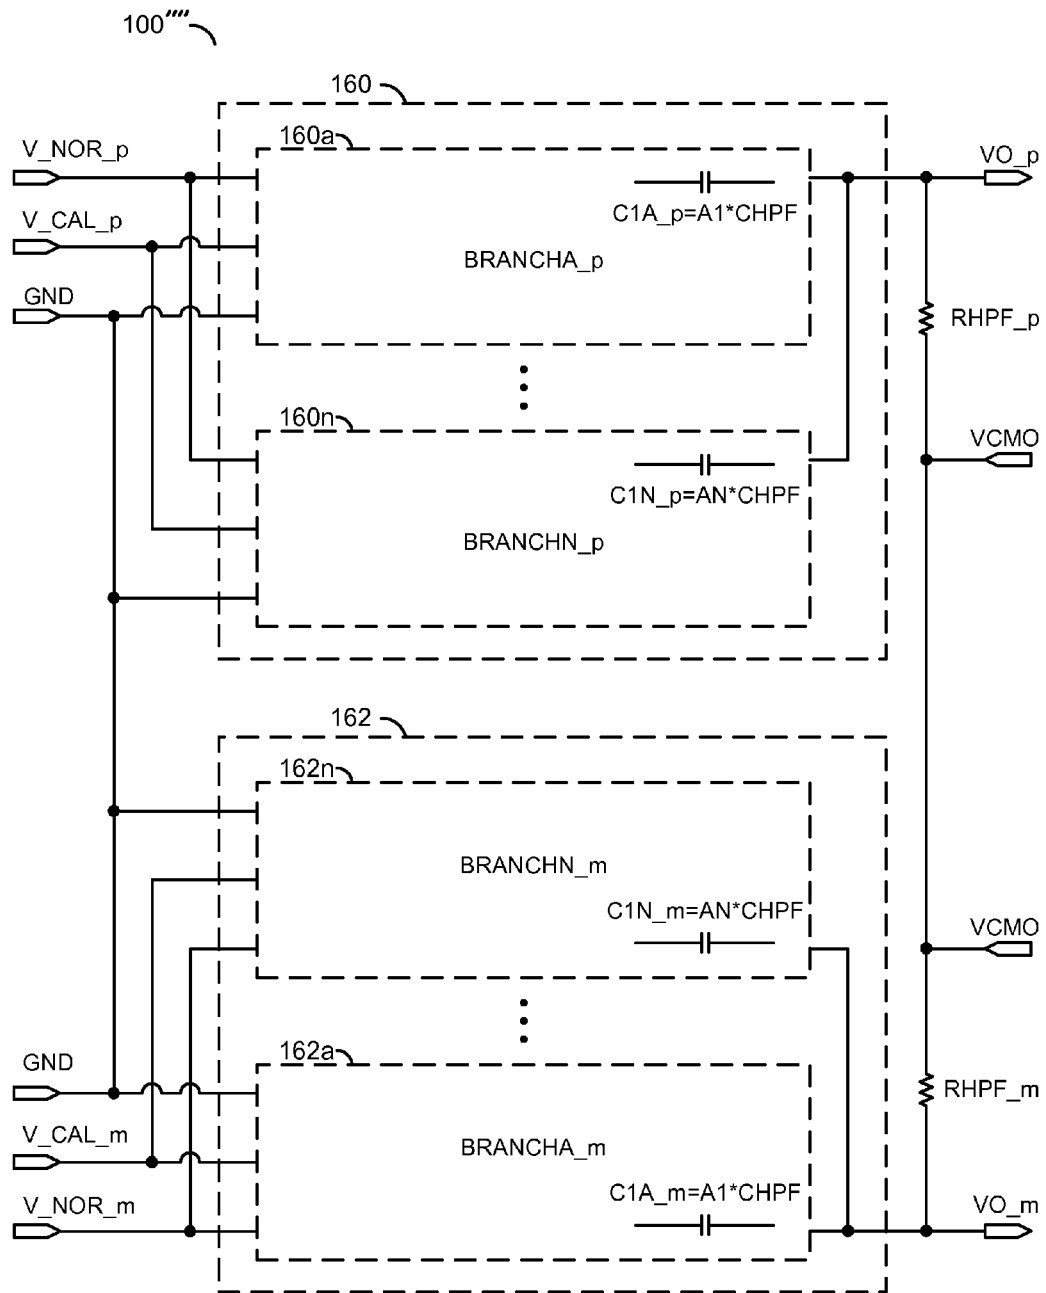 100''''
160
160a
V_NOR_p
VO_p
C1A_p=A1*CHPF
V_CAL_p
BRANCHA_p
GND
RHPF_p
160n
VCMO
C1N_p=AN*CHPF
BRANCHN_p
162
162n
BRANCHN_m
C1N_m=AN*CHPF
VCMO
162a
GND
RHPF_m
V_CAL_m
BRANCHA_m
C1A_m=A1*CHPF
V_NOR_m
VO_m